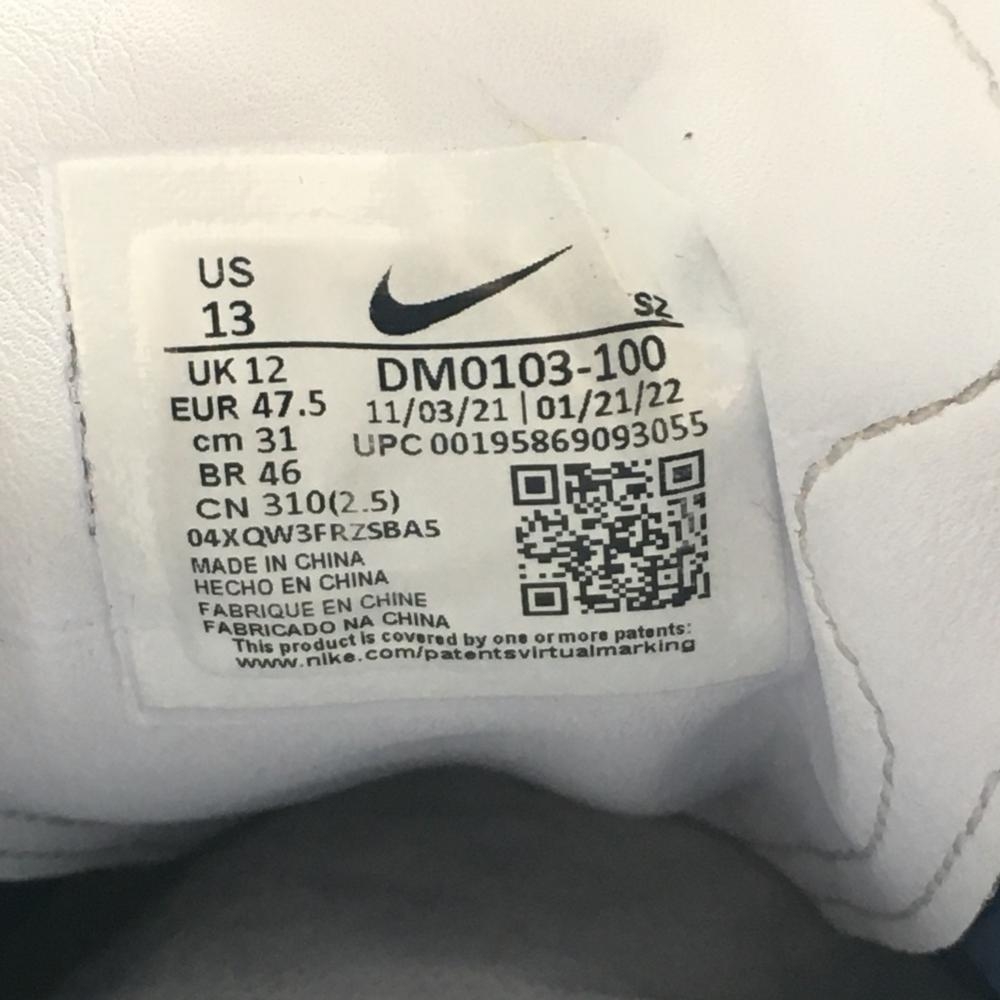 US
13
SZ
UK 12
EUR 47.5
cm 31
BR 46
CN 310(2.5)
DM0103-100
11/03/21 | 01/21/22
UPC 00195869093055
04XQW3FRZSBA5
MADE IN CHINA
HECHO EN CHINA
FABRIQUE EN CHINE
FABRICADO NA CHINA
This product is covered by one or more patents:
www.nike.com/patentsvirtualmarking